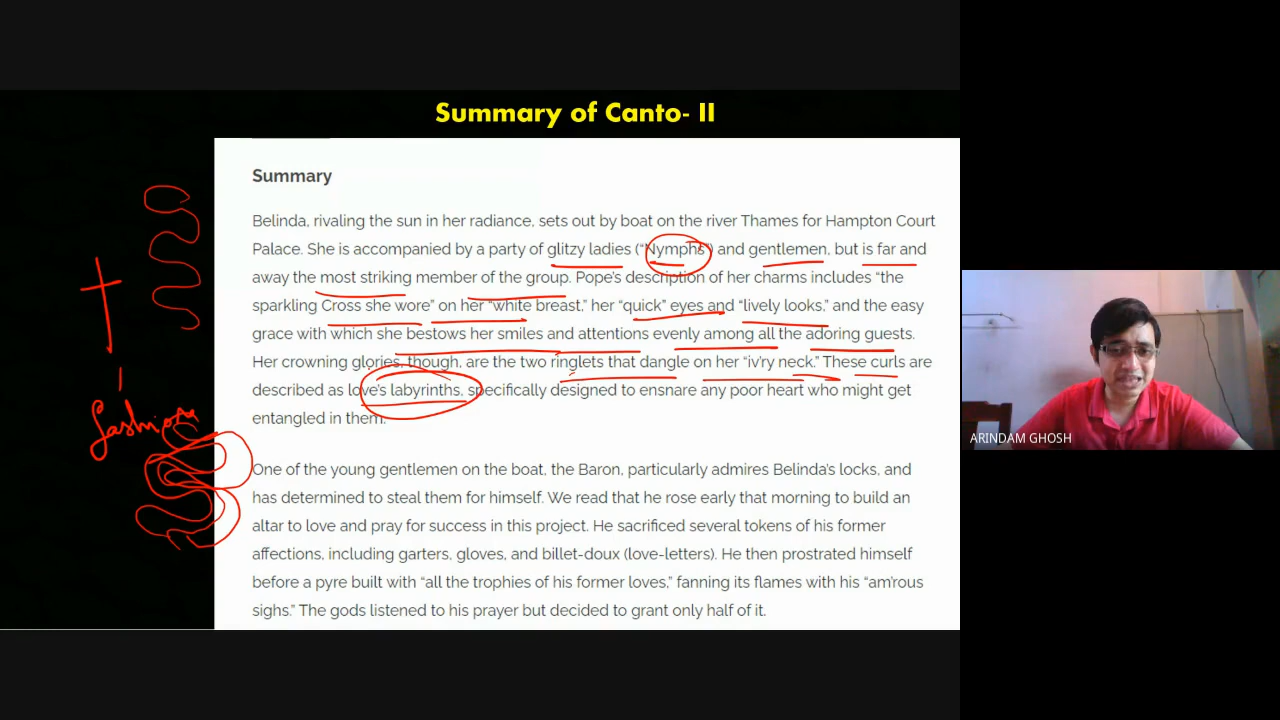 Summary of Canto- II
Summary
Belinda, rivaling the sun in her radiance, sets out by boat on the river Thames for Hampton Court
Palace. She is accompanied by a party of glitzy ladies (“Nymphs”) and gentlemen, but is far and
away the most striking member of the group. Pope’s description of her charms includes “the
sparkling Cross she wore” on her “white breast,” her “quick” eyes and “lively looks,” and the easy
grace with which she bestows her smiles and attentions evenly among all the adoring guests.
Her crowning glories, though, are the two ringlets that dangle on her “iv’ry neck.” These curls are
described as love’s labyrinths, specifically designed to ensnare any poor heart who might get
entangled in them.
fashion
One of the young gentlemen on the boat, the Baron, particularly admires Belinda’s locks, and
has determined to steal them for himself. We read that he rose early that morning to build an
altar to love and pray for success in this project. He sacrificed several tokens of his former
affections, including garters, gloves, and billet-doux (love-letters). He then prostrated himself
before a pyre built with “all the trophies of his former loves,” fanning its flames with his “am’rous
sighs.” The gods listened to his prayer but decided to grant only half of it.
ARINDAM GHOSH